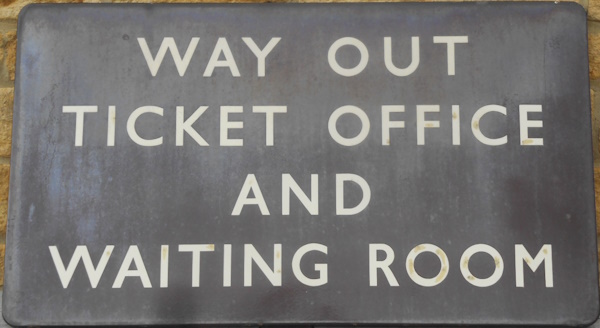 WAY OUT
TICKET OFFICE
AND
WAITING ROOM